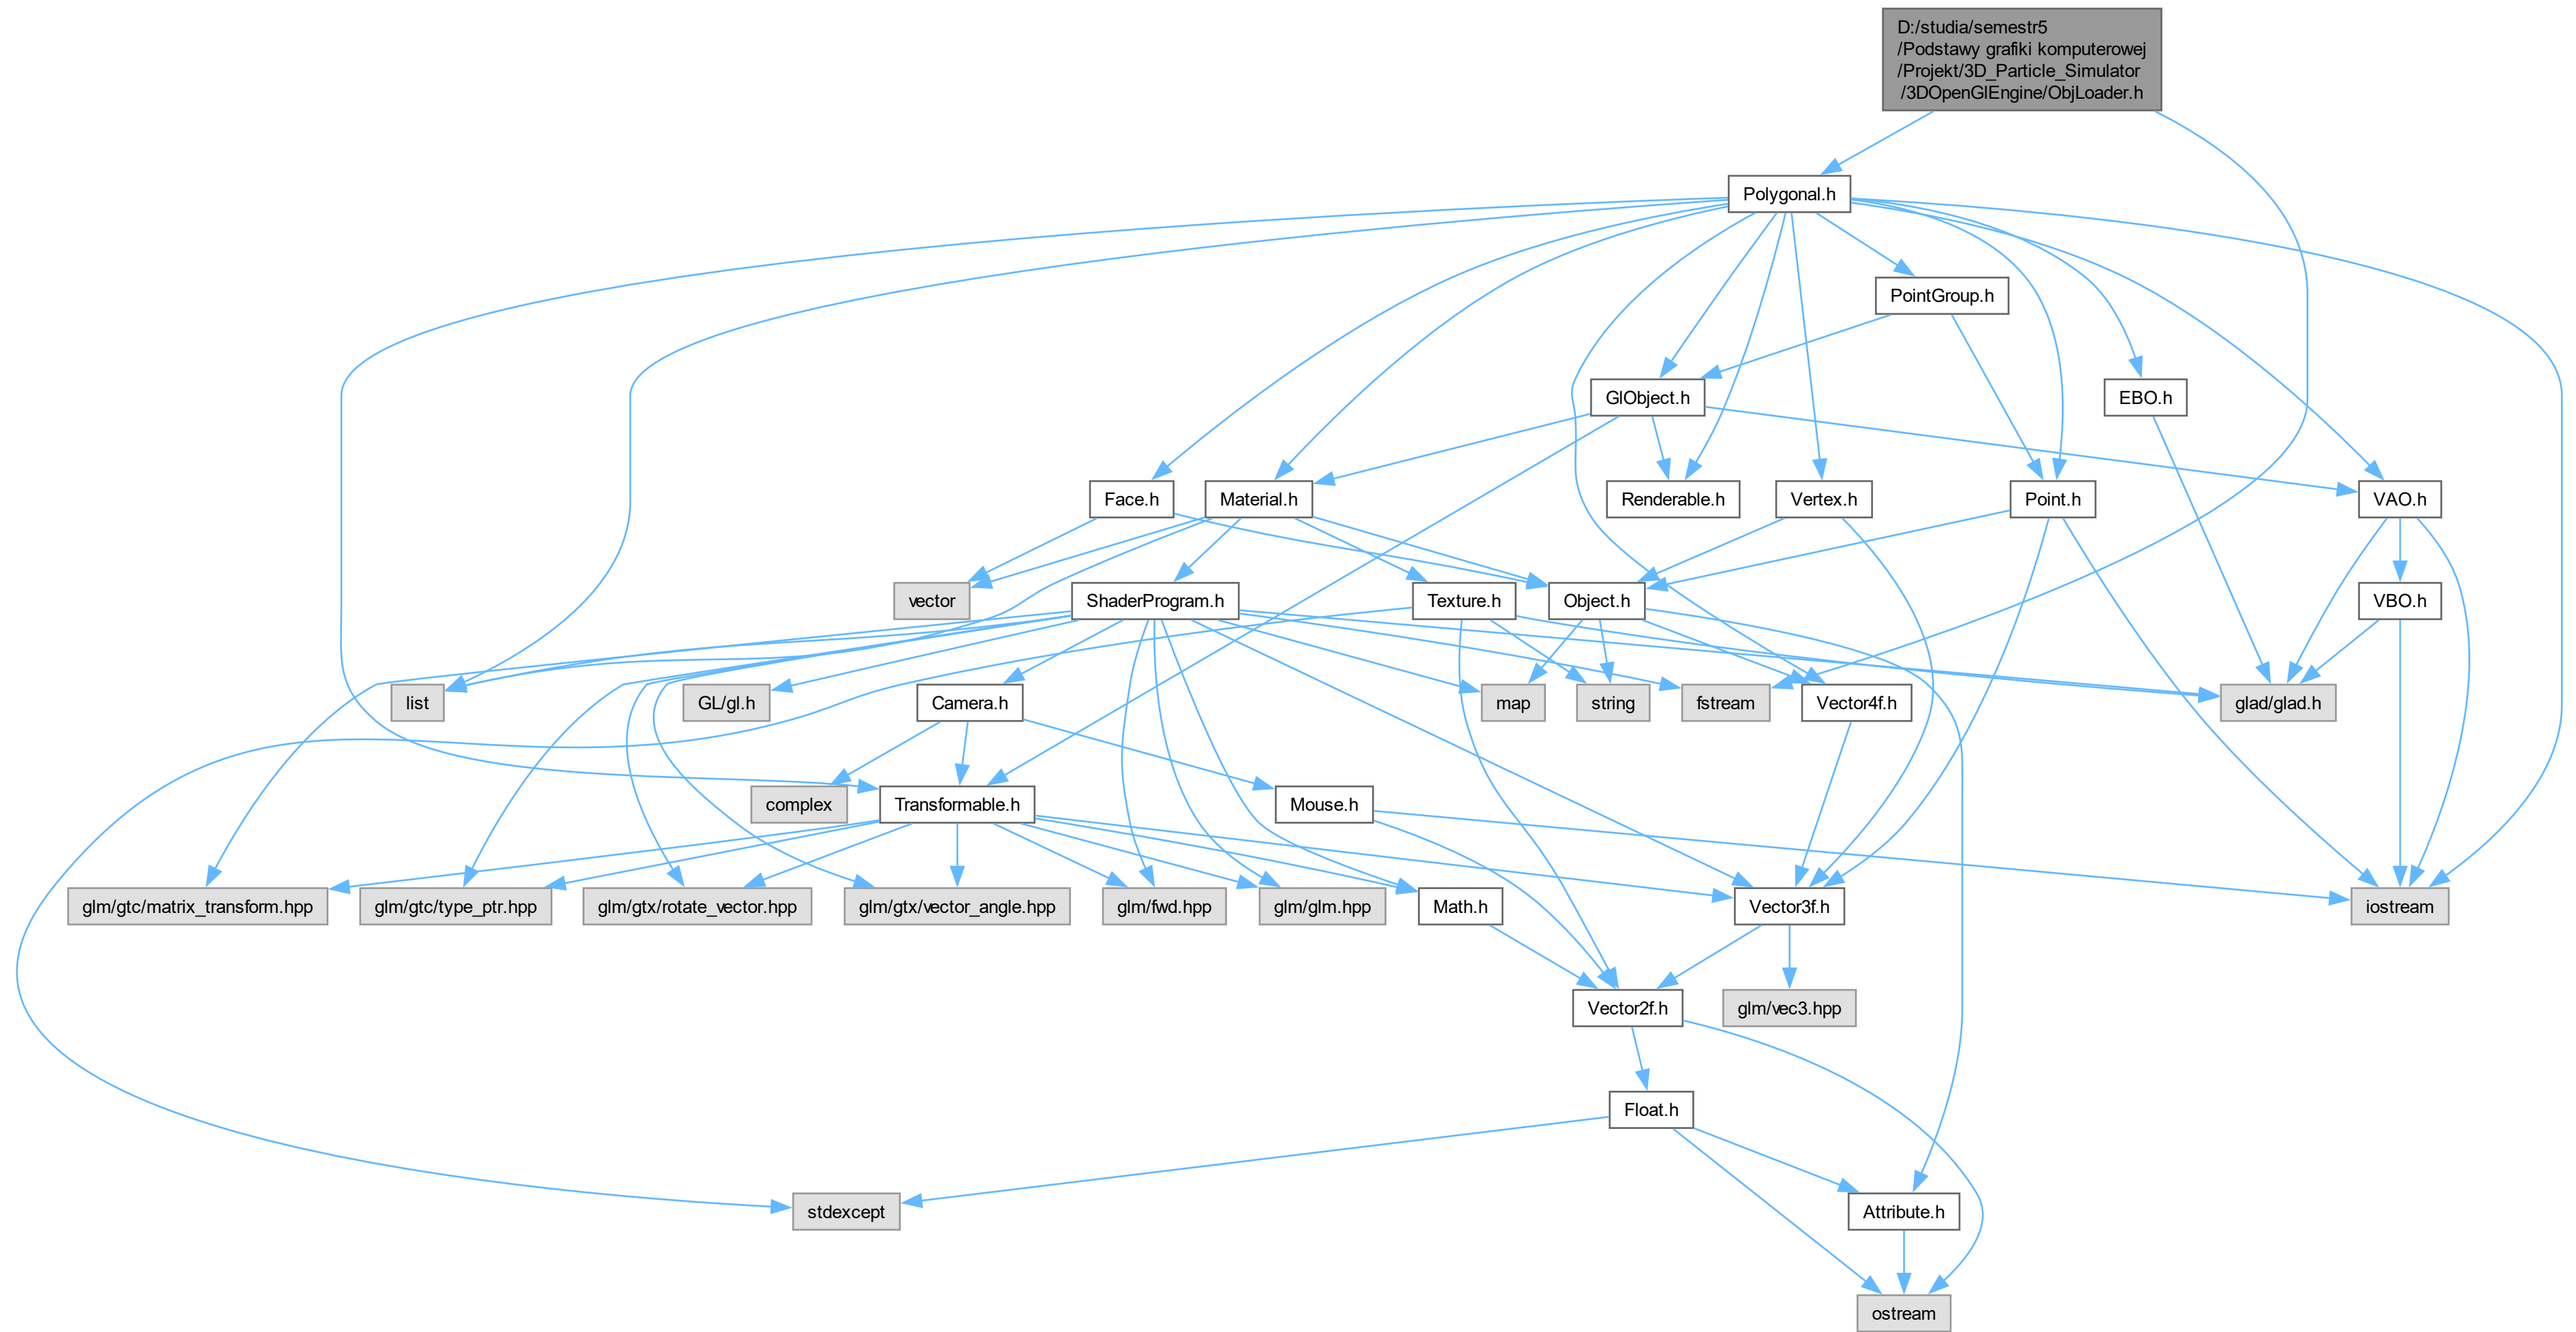 D:/studia/semestr5
/Podstawy grafiki komputerowej
/Projekt/3D_Particle_Simulator
/3DOpenGlEngine/ObjLoader.h
Polygonal.h
PointGroup.h
GlObject.h
EBO.h
Face.h
Material.h
Renderable.h
Vertex.h
Point.h
VAO.h
vector
ShaderProgram.h
Texture.h
Object.h
VBO.h
list
GL/gl.h
Camera.h
map
string
fstream
Vector4f.h
glad/glad.h
complex
Transformable.h
Mouse.h
glm/gtc/matrix_transform.hpp
glm/gtc/type_ptr.hpp
glm/gtx/rotate_vector.hpp
glm/gtx/vector_angle.hpp
glm/fwd.hpp
glm/glm.hpp
Math.h
Vector3f.h
iostream
Vector2f.h
glm/vec3.hpp
Float.h
stdexcept
Attribute.h
ostream